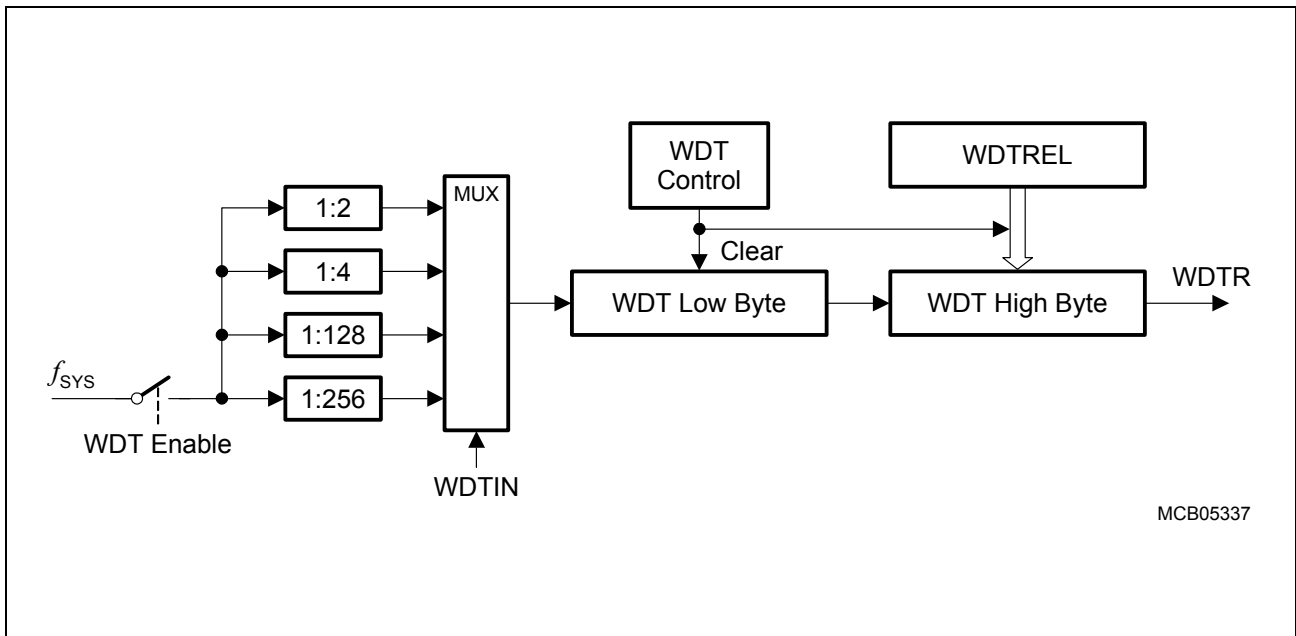 WDT
Control
WDTREL
MUX
1:2
1:4
1:128
1:256
Clear
WDT Low Byte
WDT High Byte
WDTR
fSYS
WDT Enable
WDTIN
MCB05337